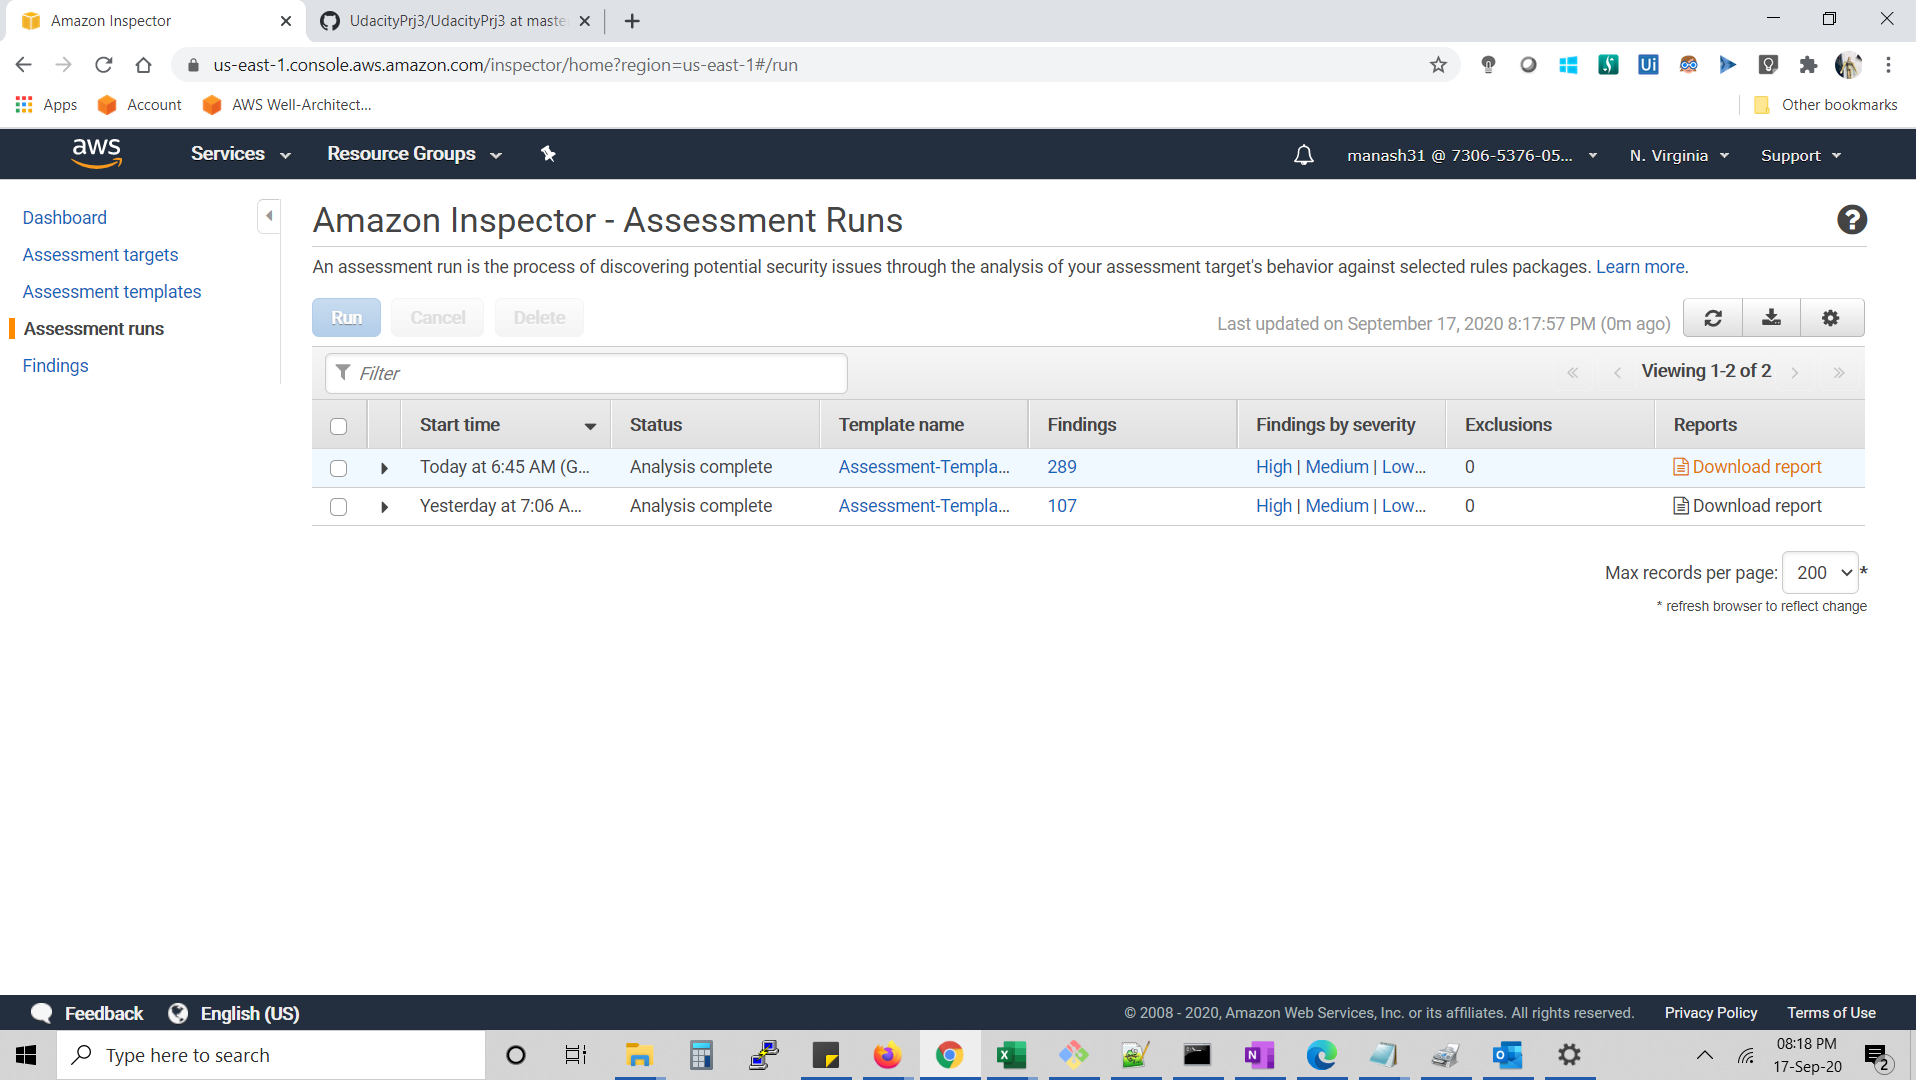 Amazon Inspector
UdacityPrj3/UdacityPrj3 at maste
us-east-1.console.aws.amazon.com/inspector/home?region=us-east-1#/run
Ui
Apps
Account
AWS Well-Architect...
Other bookmarks
aws
Services
Resource Groups
manash31 @ 7306-5376-05...
N. Virginia
Support
Dashboard
Assessment targets
Assessment templates
Assessment runs
Findings
Amazon Inspector - Assessment Runs
?
An assessment run is the process of discovering potential security issues through the analysis of your assessment target's behavior against selected rules packages. Learn more.
Run
Cancel
Delete
Last updated on September 17, 2020 8:17:57 PM (0m ago)
Filter
Viewing 1-2 of 2
Start time Status Template name Findings Findings by severity Exclusions Reports
Today at 6:45 AM (G... Analysis complete Assessment-Templa... 289 High | Medium | Low... 0 Download report
Yesterday at 7:06 A... Analysis complete Assessment-Templa... 107 High | Medium | Low... 0 Download report
Max records per page: 200 *
* refresh browser to reflect change
Feedback
English (US)
© 2008 - 2020, Amazon Web Services, Inc. or its affiliates. All rights reserved.
Privacy Policy
Terms of Use
Type here to search
08:18 PM
17-Sep-20
2